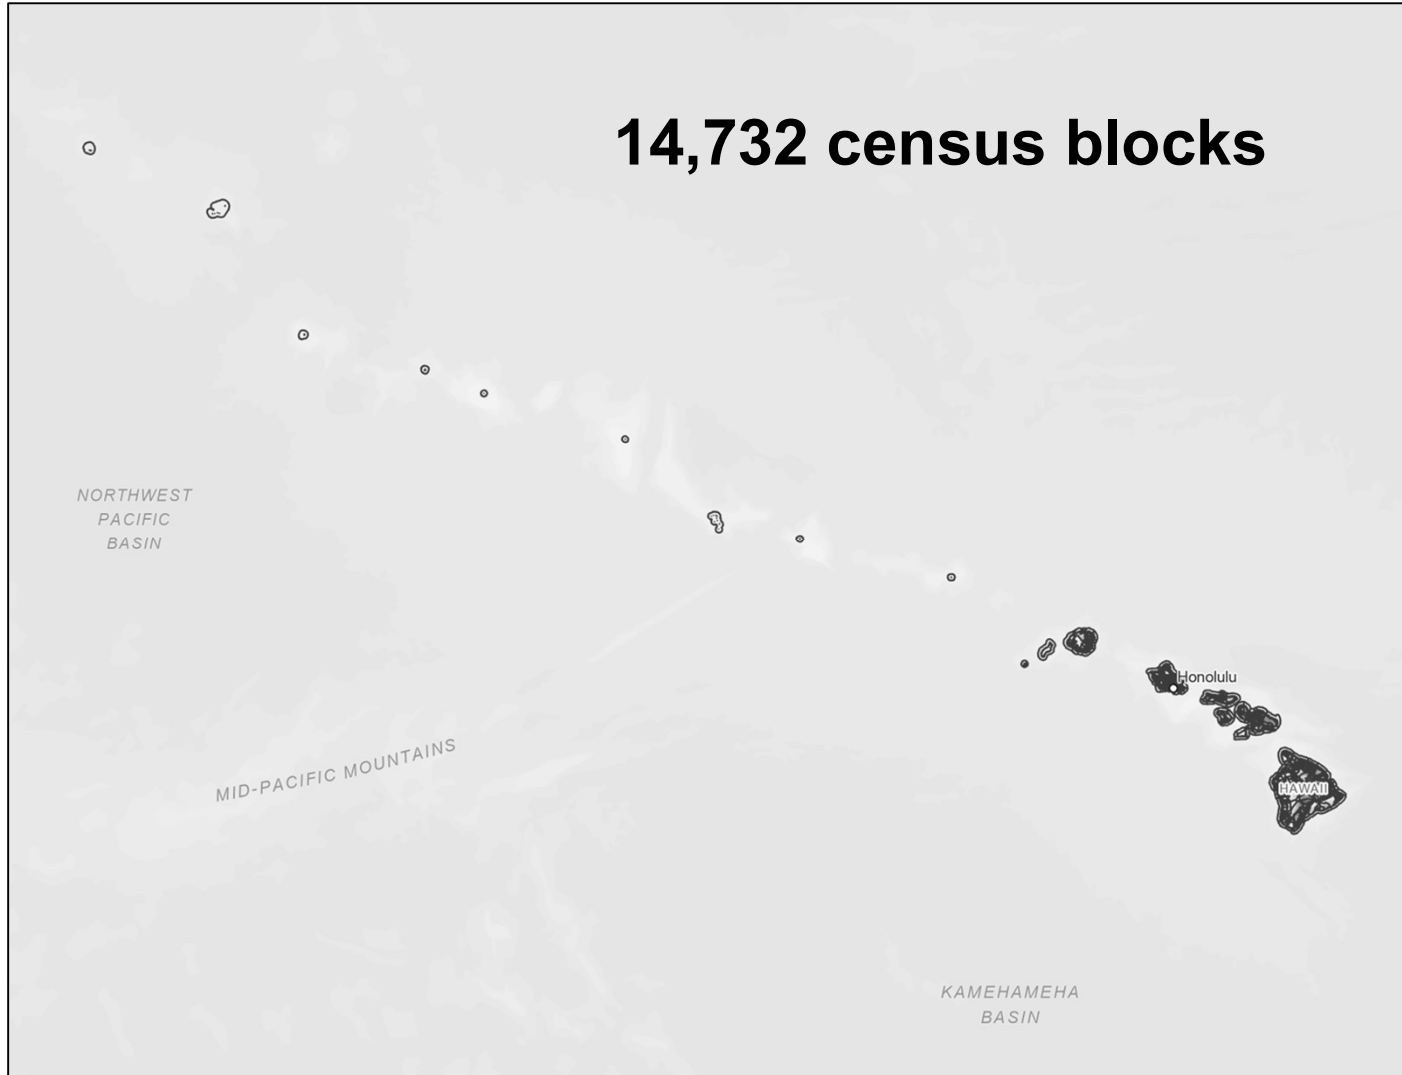 14,732 census blocks
NORTHWEST
PACIFIC
BASIN
Honolulu
MID-PACIFIC MOUNTAINS
HAWAII
KAMEHAMEHA
BASIN